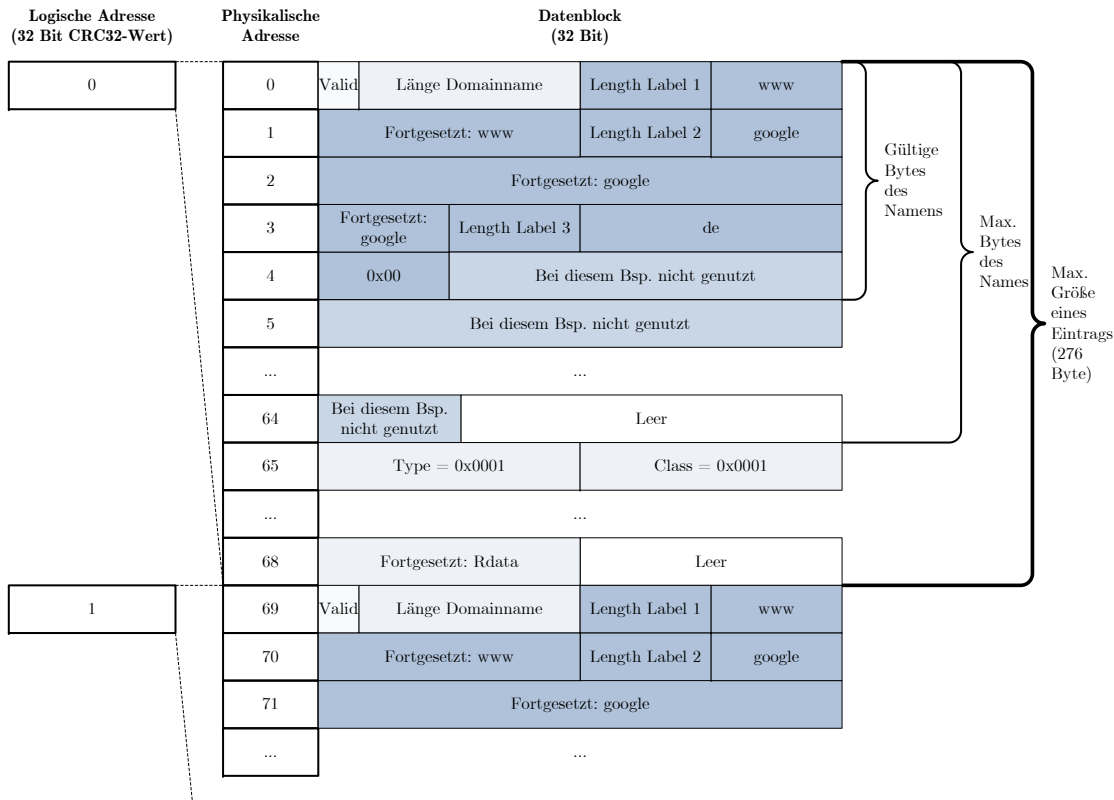 Logische Adresse
(32 Bit CRC32-Wert)
Physikalische
Adresse
Datenblock
(32 Bit)
0
0
Valid
Länge Domainname
Length Label 1
www
1
Fortgesetzt: www
Length Label 2
google
2
Fortgesetzt: google
3
Fortgesetzt:
google
Length Label 3
de
4
0x00
Bei diesem Bsp. nicht genutzt
5
Bei diesem Bsp. nicht genutzt
...
...
64
Bei diesem Bsp.
nicht genutzt
Leer
65
Type = 0x0001
Class = 0x0001
...
...
68
Fortgesetzt: Rdata
Leer
1
69
Valid
Länge Domainname
Length Label 1
www
70
Fortgesetzt: www
Length Label 2
google
71
Fortgesetzt: google
...
...
Gültige
Bytes
des
Namens
Max.
Bytes
des
Names
Max.
Größe
eines
Eintrags
(276
Byte)